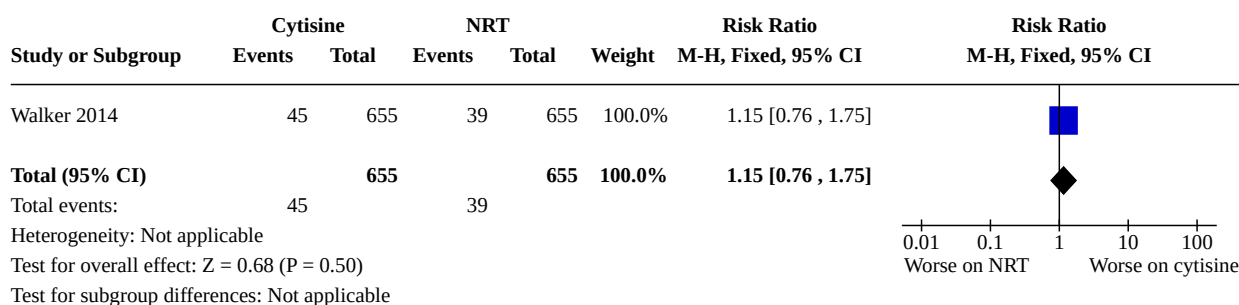 Cytisine NRT Risk Ratio Risk Ratio
Study or Subgroup Events Total Events Total Weight M-H, Fixed, 95% CI M-H, Fixed, 95% CI
Walker 2014 45 655 39 655 100.0% 1.15 [0.76 , 1.75]
Total (95% CI) 655 655 100.0% 1.15 [0.76 , 1.75]
Total events: 45 39
Heterogeneity: Not applicable
0.01 0.1 1 10 100
Test for overall effect: Z = 0.68 (P = 0.50)
Worse on NRT Worse on cytisine
Test for subgroup differences: Not applicable